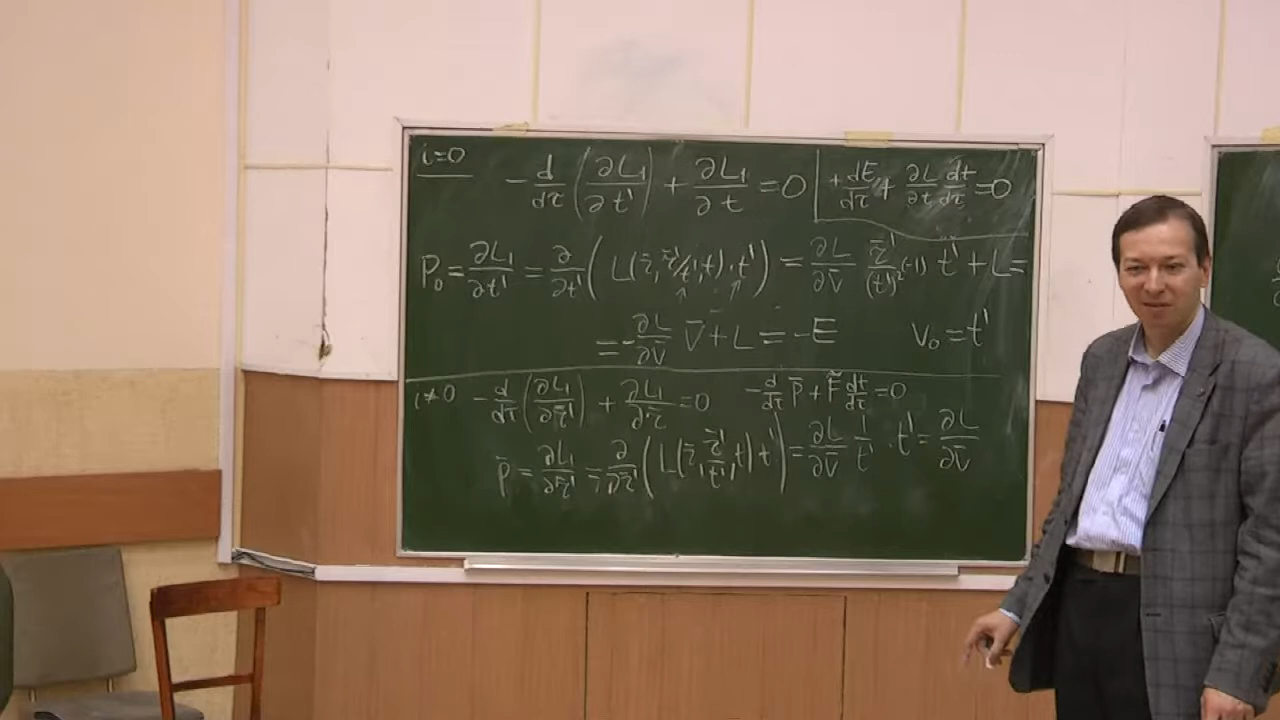 i=0
-d/dτ (∂L₁/∂t') + ∂L₁/∂t = 0 | + dE/dτ + ∂L/∂t dt/dτ = 0
P₀ = ∂L₁/∂t' = ∂/∂t' ( L(r̄, r̄'/t', t) · t' ) = ∂L/∂v̄ r̄'/(t')² (-1) t' + L =
= -∂L/∂v̄ v̄ + L = -E V₀ = t'
i≠0 -d/dτ (∂L₁/∂r̄') + ∂L₁/∂r̄ = 0 -d/dτ p̄ + F̃ dt/dτ = 0
p̄ = ∂L₁/∂r̄' = ∂/∂r̄' ( L(r̄, r̄'/t', t) t' ) = ∂L/∂v̄ 1/t' · t' = ∂L/∂v̄